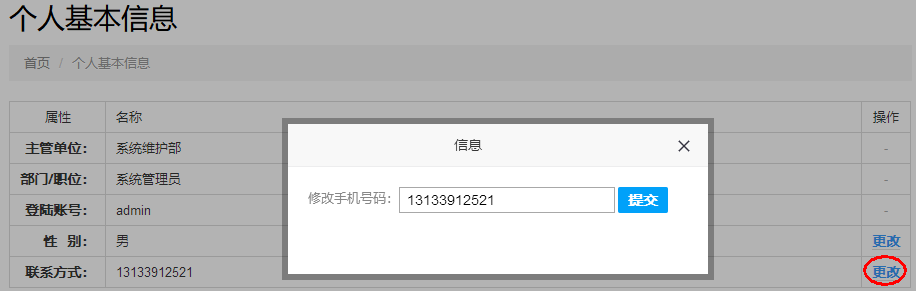 个人基本信息
首页 / 个人基本信息
属性 名称 操作
主管单位: 系统维护部 -
部门/职位: 系统管理员 -
登陆账号: admin -
性 别: 男 更改
联系方式: 13133912521 更改
信息 ×
修改手机号码: 13133912521 提交